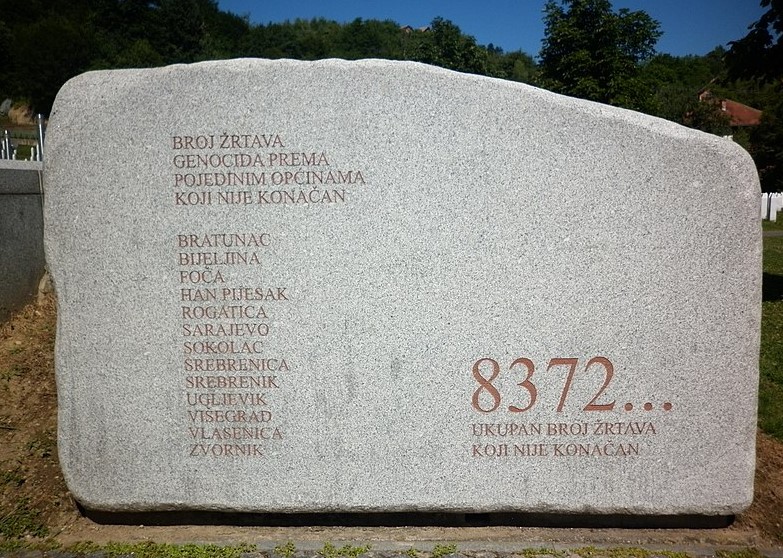 BROJ ŽRTAVA
GENOCIDA PREMA
POJEDINIM OPĆINAMA
KOJI NIJE KONAČAN
BRATUNAC
BIJELJINA
FOČA
HAN PIJESAK
ROGATICA
SARAJEVO
SOKOLAC
SREBRENICA
SREBRENIK
UGLJEVIK
VIŠEGRAD
VLASENICA
ZVORNIK
8372...
UKUPAN BROJ ŽRTAVA
KOJI NIJE KONAČAN